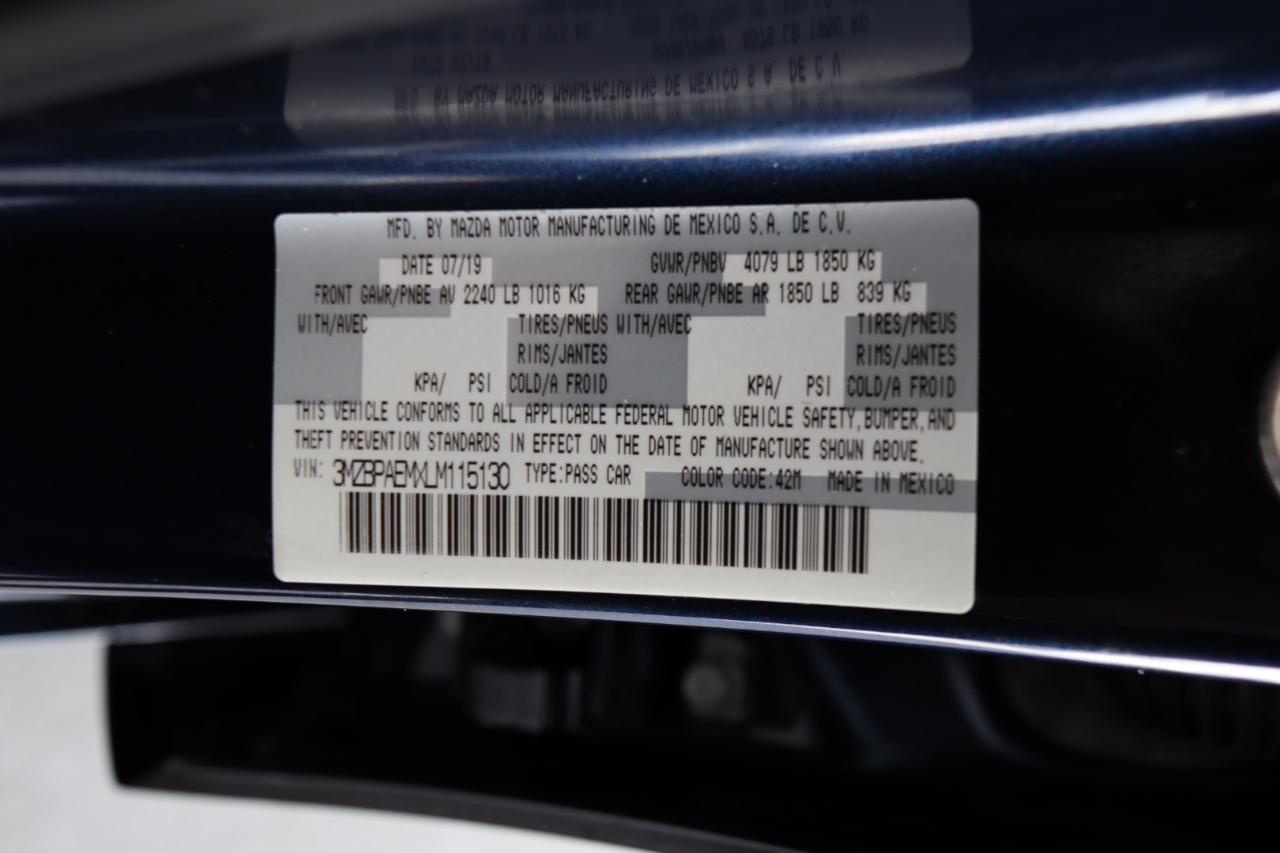 MFD. BY MAZDA MOTOR MANUFACTURING DE MEXICO S.A. DE C.V.
DATE 07/19 GVWR/PNBV 4079 LB 1850 KG
FRONT GAWR/PNBE AV 2240 LB 1016 KG REAR GAWR/PNBE AR 1850 LB 839 KG
WITH/AVEC TIRES/PNEUS WITH/AVEC TIRES/PNEUS
RIMS/JANTES RIMS/JANTES
KPA/ PSI COLD/A FROID KPA/ PSI COLD/A FROID
THIS VEHICLE CONFORMS TO ALL APPLICABLE FEDERAL MOTOR VEHICLE SAFETY,BUMPER,AND
THEFT PREVENTION STANDARDS IN EFFECT ON THE DATE OF MANUFACTURE SHOWN ABOVE.
VIN: 3MZBPAEMXLM115130 TYPE:PASS CAR COLOR CODE:42M MADE IN MEXICO